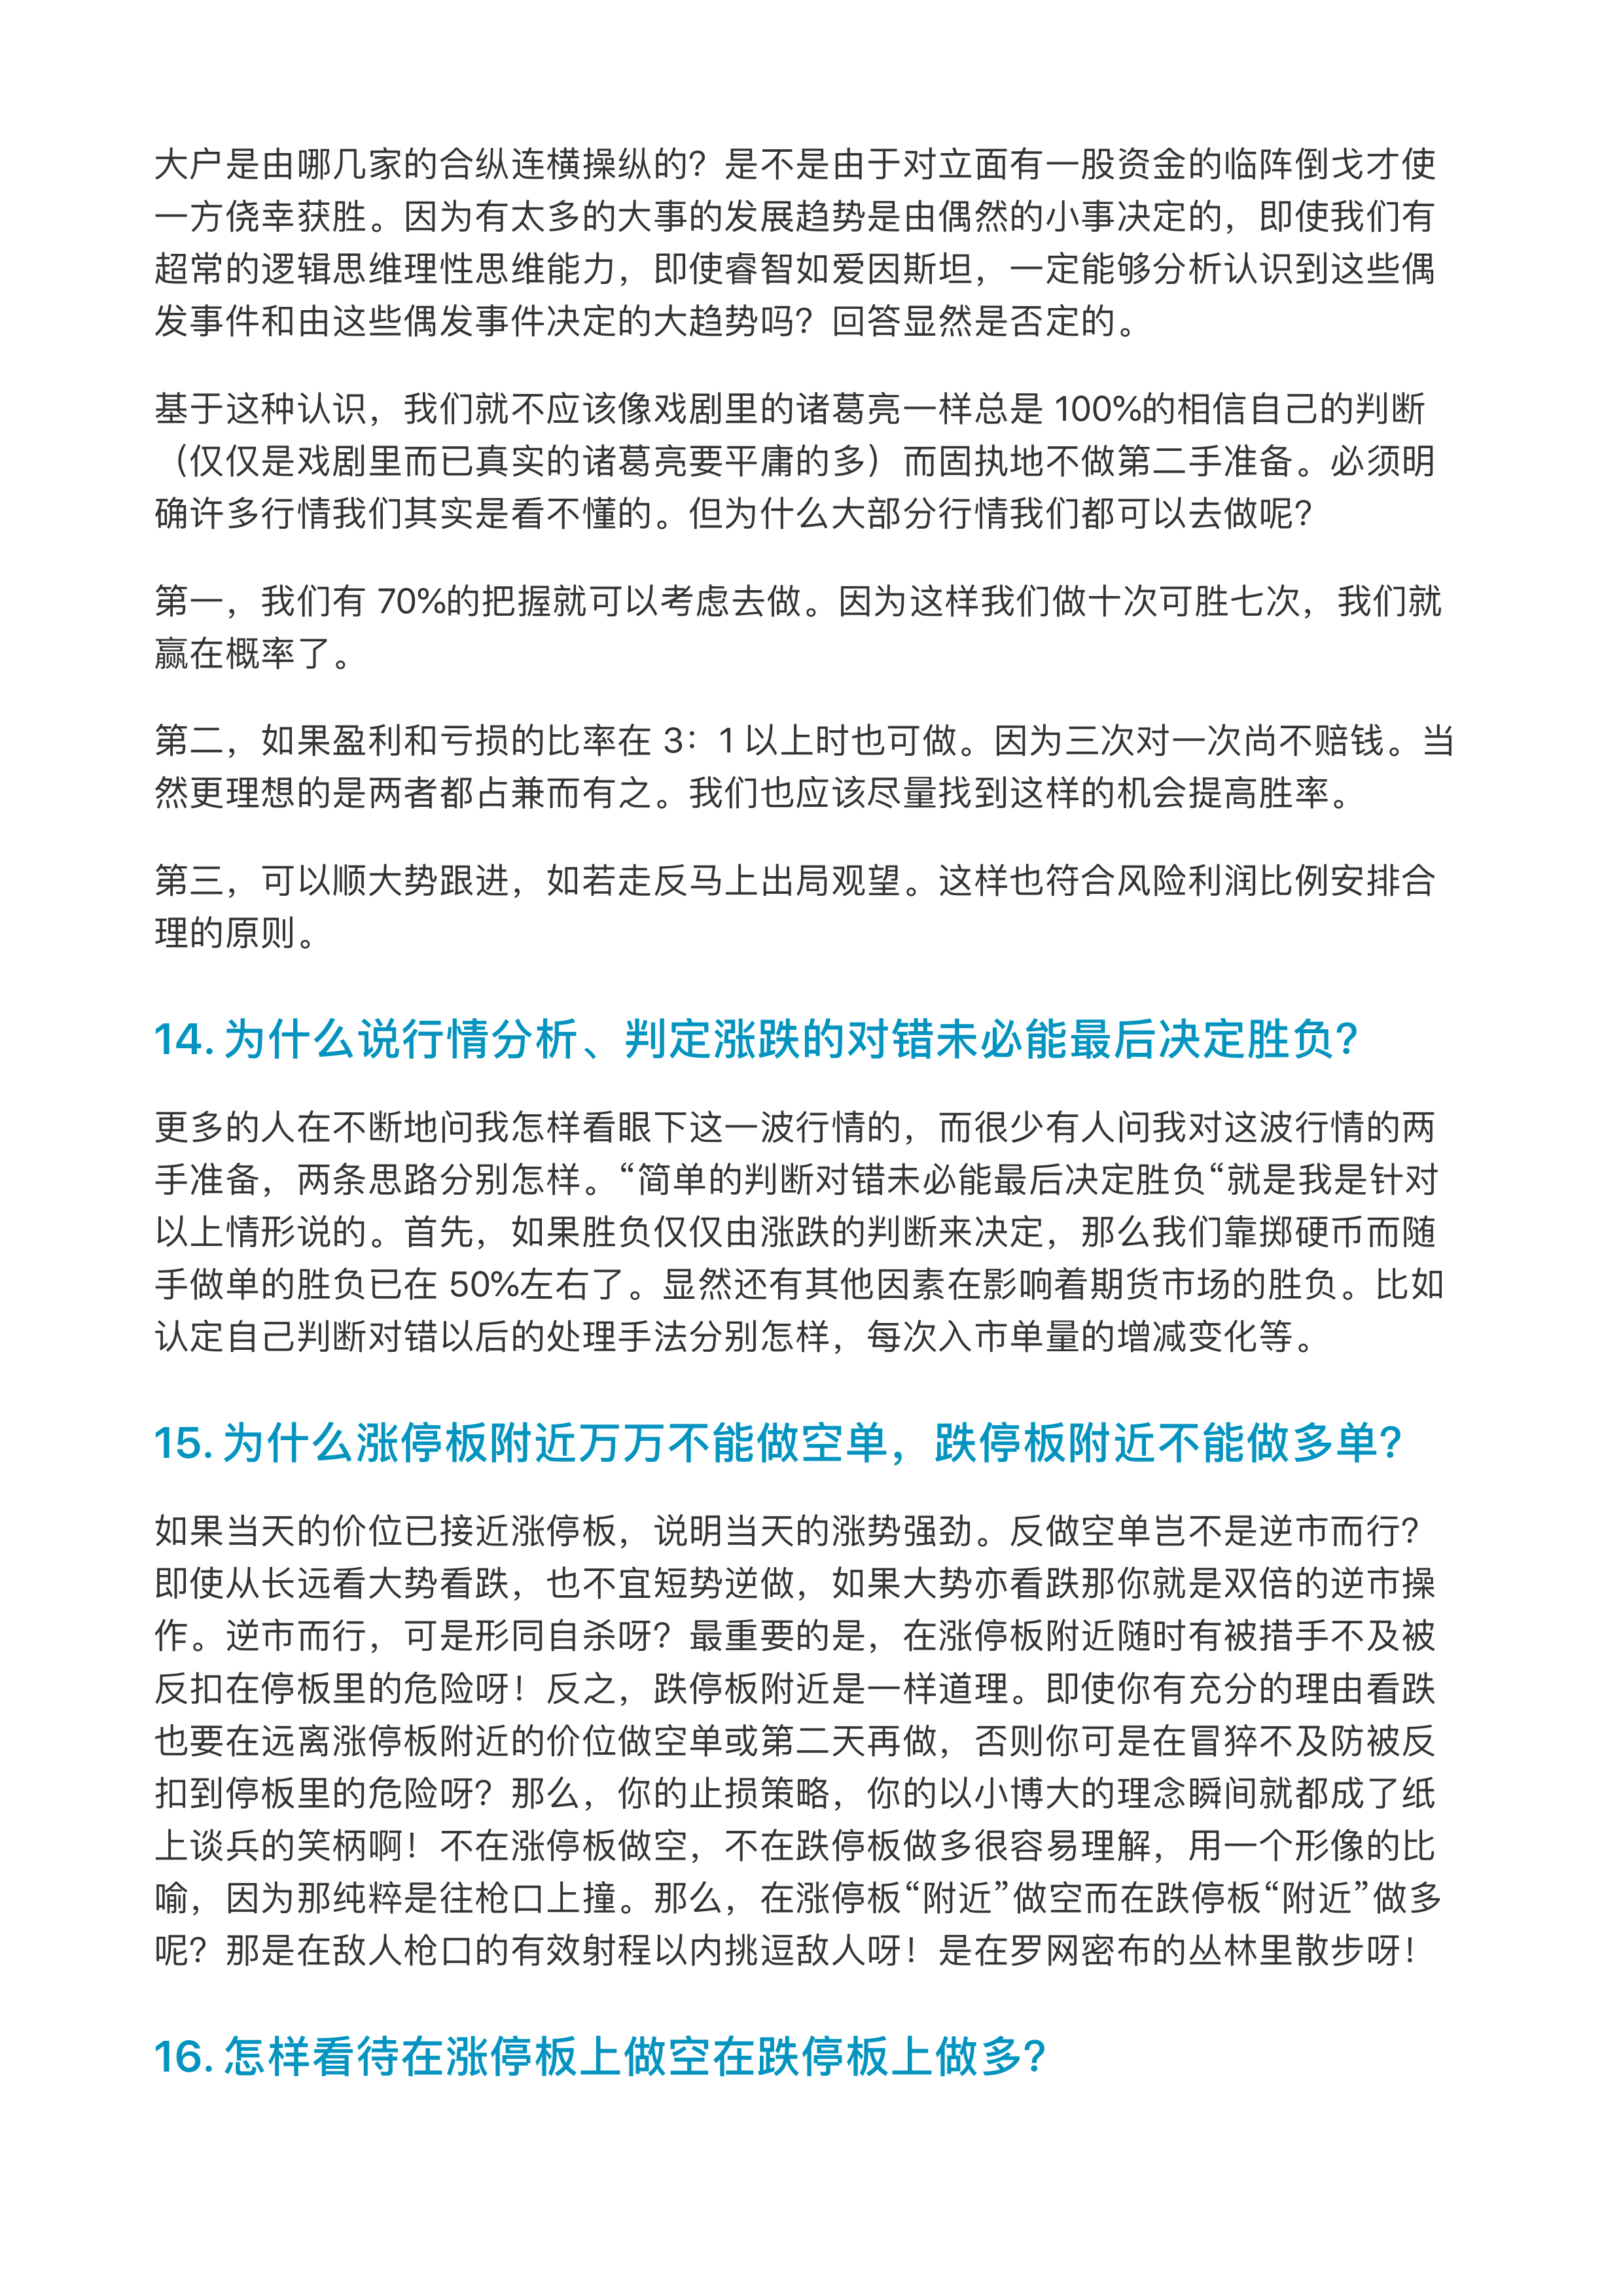 大户是由哪几家的合纵连横操纵的？是不是由于对立面有一股资金的临阵倒戈才使
一方侥幸获胜。因为有太多的大事的发展趋势是由偶然的小事决定的，即使我们有
超常的逻辑思维理性思维能力，即使睿智如爱因斯坦，一定能够分析认识到这些偶
发事件和由这些偶发事件决定的大趋势吗？回答显然是否定的。
基于这种认识，我们就不应该像戏剧里的诸葛亮一样总是 100%的相信自己的判断
（仅仅是戏剧里而已真实的诸葛亮要平庸的多）而固执地不做第二手准备。必须明
确许多行情我们其实是看不懂的。但为什么大部分行情我们都可以去做呢？
第一，我们有 70%的把握就可以考虑去做。因为这样我们做十次可胜七次，我们就
赢在概率了。
第二，如果盈利和亏损的比率在 3：1 以上时也可做。因为三次对一次尚不赔钱。当
然更理想的是两者都占兼而有之。我们也应该尽量找到这样的机会提高胜率。
第三，可以顺大势跟进，如若走反马上出局观望。这样也符合风险利润比例安排合
理的原则。
14. 为什么说行情分析、判定涨跌的对错未必能最后决定胜负？
更多的人在不断地问我怎样看眼下这一波行情的，而很少有人问我对这波行情的两
手准备，两条思路分别怎样。“简单的判断对错未必能最后决定胜负“就是我是针对
以上情形说的。首先，如果胜负仅仅由涨跌的判断来决定，那么我们靠掷硬币而随
手做单的胜负已在 50%左右了。显然还有其他因素在影响着期货市场的胜负。比如
认定自己判断对错以后的处理手法分别怎样，每次入市单量的增减变化等。
15. 为什么涨停板附近万万不能做空单，跌停板附近不能做多单？
如果当天的价位已接近涨停板，说明当天的涨势强劲。反做空单岂不是逆市而行？
即使从长远看大势看跌，也不宜短势逆做，如果大势亦看跌那你就是双倍的逆市操
作。逆市而行，可是形同自杀呀？最重要的是，在涨停板附近随时有被措手不及被
反扣在停板里的危险呀！反之，跌停板附近是一样道理。即使你有充分的理由看跌
也要在远离涨停板附近的价位做空单或第二天再做，否则你可是在冒猝不及防被反
扣到停板里的危险呀？那么，你的止损策略，你的以小博大的理念瞬间就都成了纸
上谈兵的笑柄啊！不在涨停板做空，不在跌停板做多很容易理解，用一个形像的比
喻，因为那纯粹是往枪口上撞。那么，在涨停板“附近”做空而在跌停板“附近”做多
呢？那是在敌人枪口的有效射程以内挑逗敌人呀！是在罗网密布的丛林里散步呀！
16. 怎样看待在涨停板上做空在跌停板上做多？